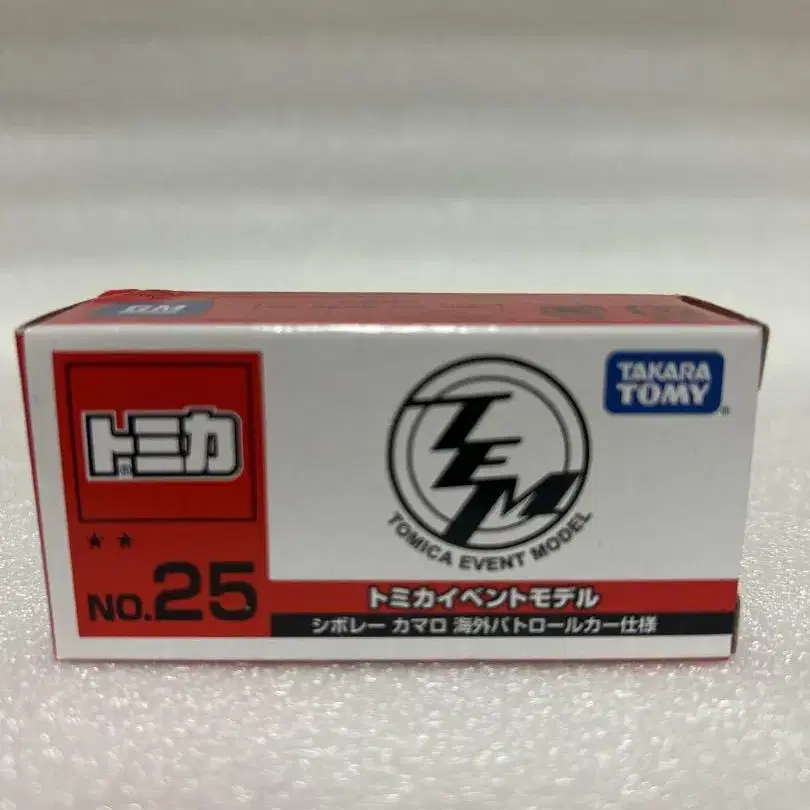 GM
トミカ
®
TAKARA
TOMY®
TEM
TOMICA EVENT MODEL
★★
NO.25
トミカイベントモデル
シボレー カマロ 海外パトロールカー仕様